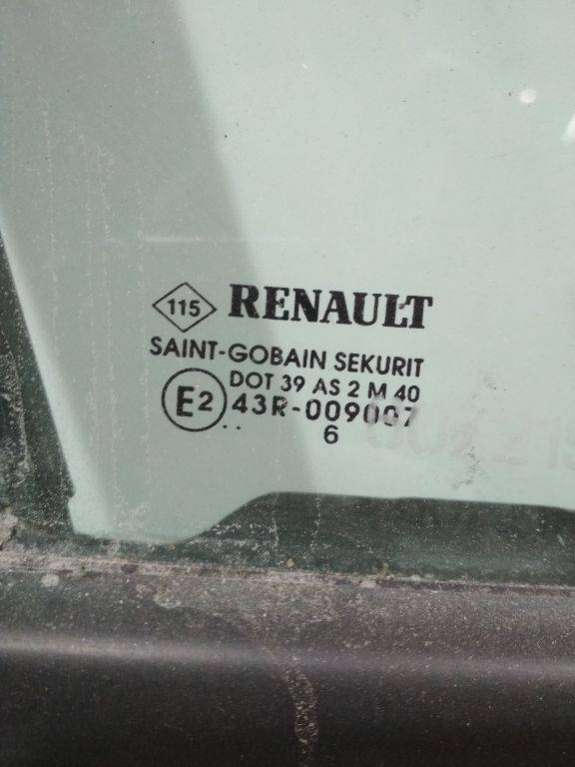 115 RENAULT
SAINT-GOBAIN SEKURIT
DOT 39 AS 2 M 40
E2 43R-009007
.. 6